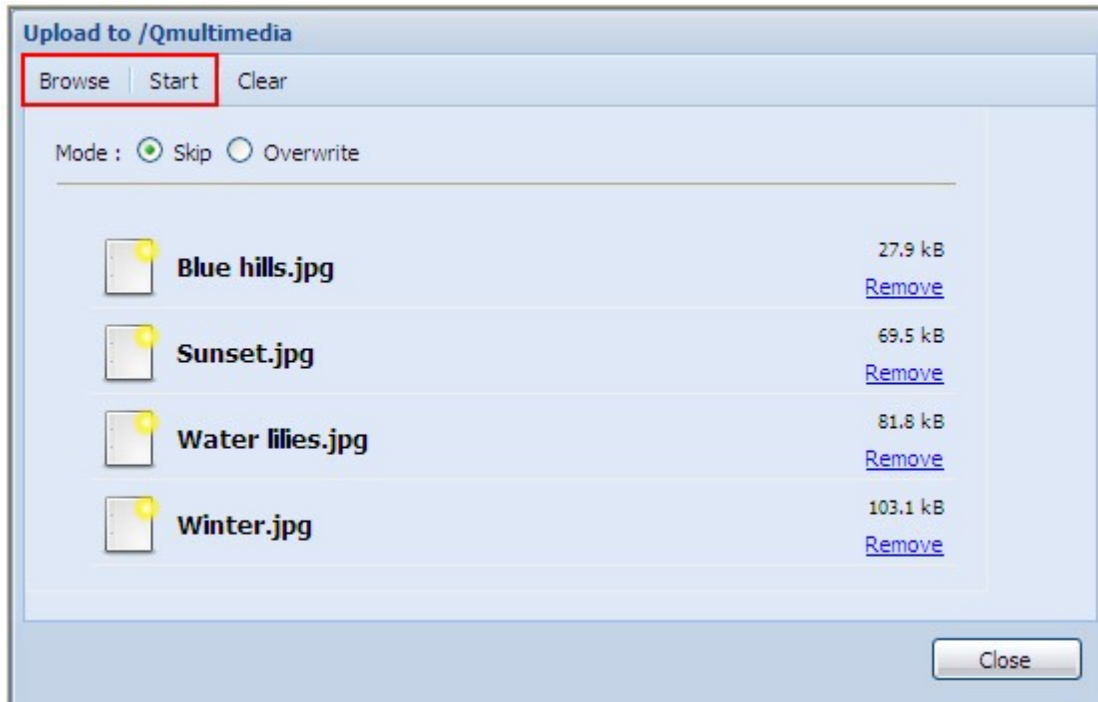 Upload to /Qmultimedia
Browse Start Clear
Mode : Skip Overwrite
Blue hills.jpg 27.9 kB
Remove
Sunset.jpg 69.5 kB
Remove
Water lilies.jpg 81.8 kB
Remove
Winter.jpg 103.1 kB
Remove
Close